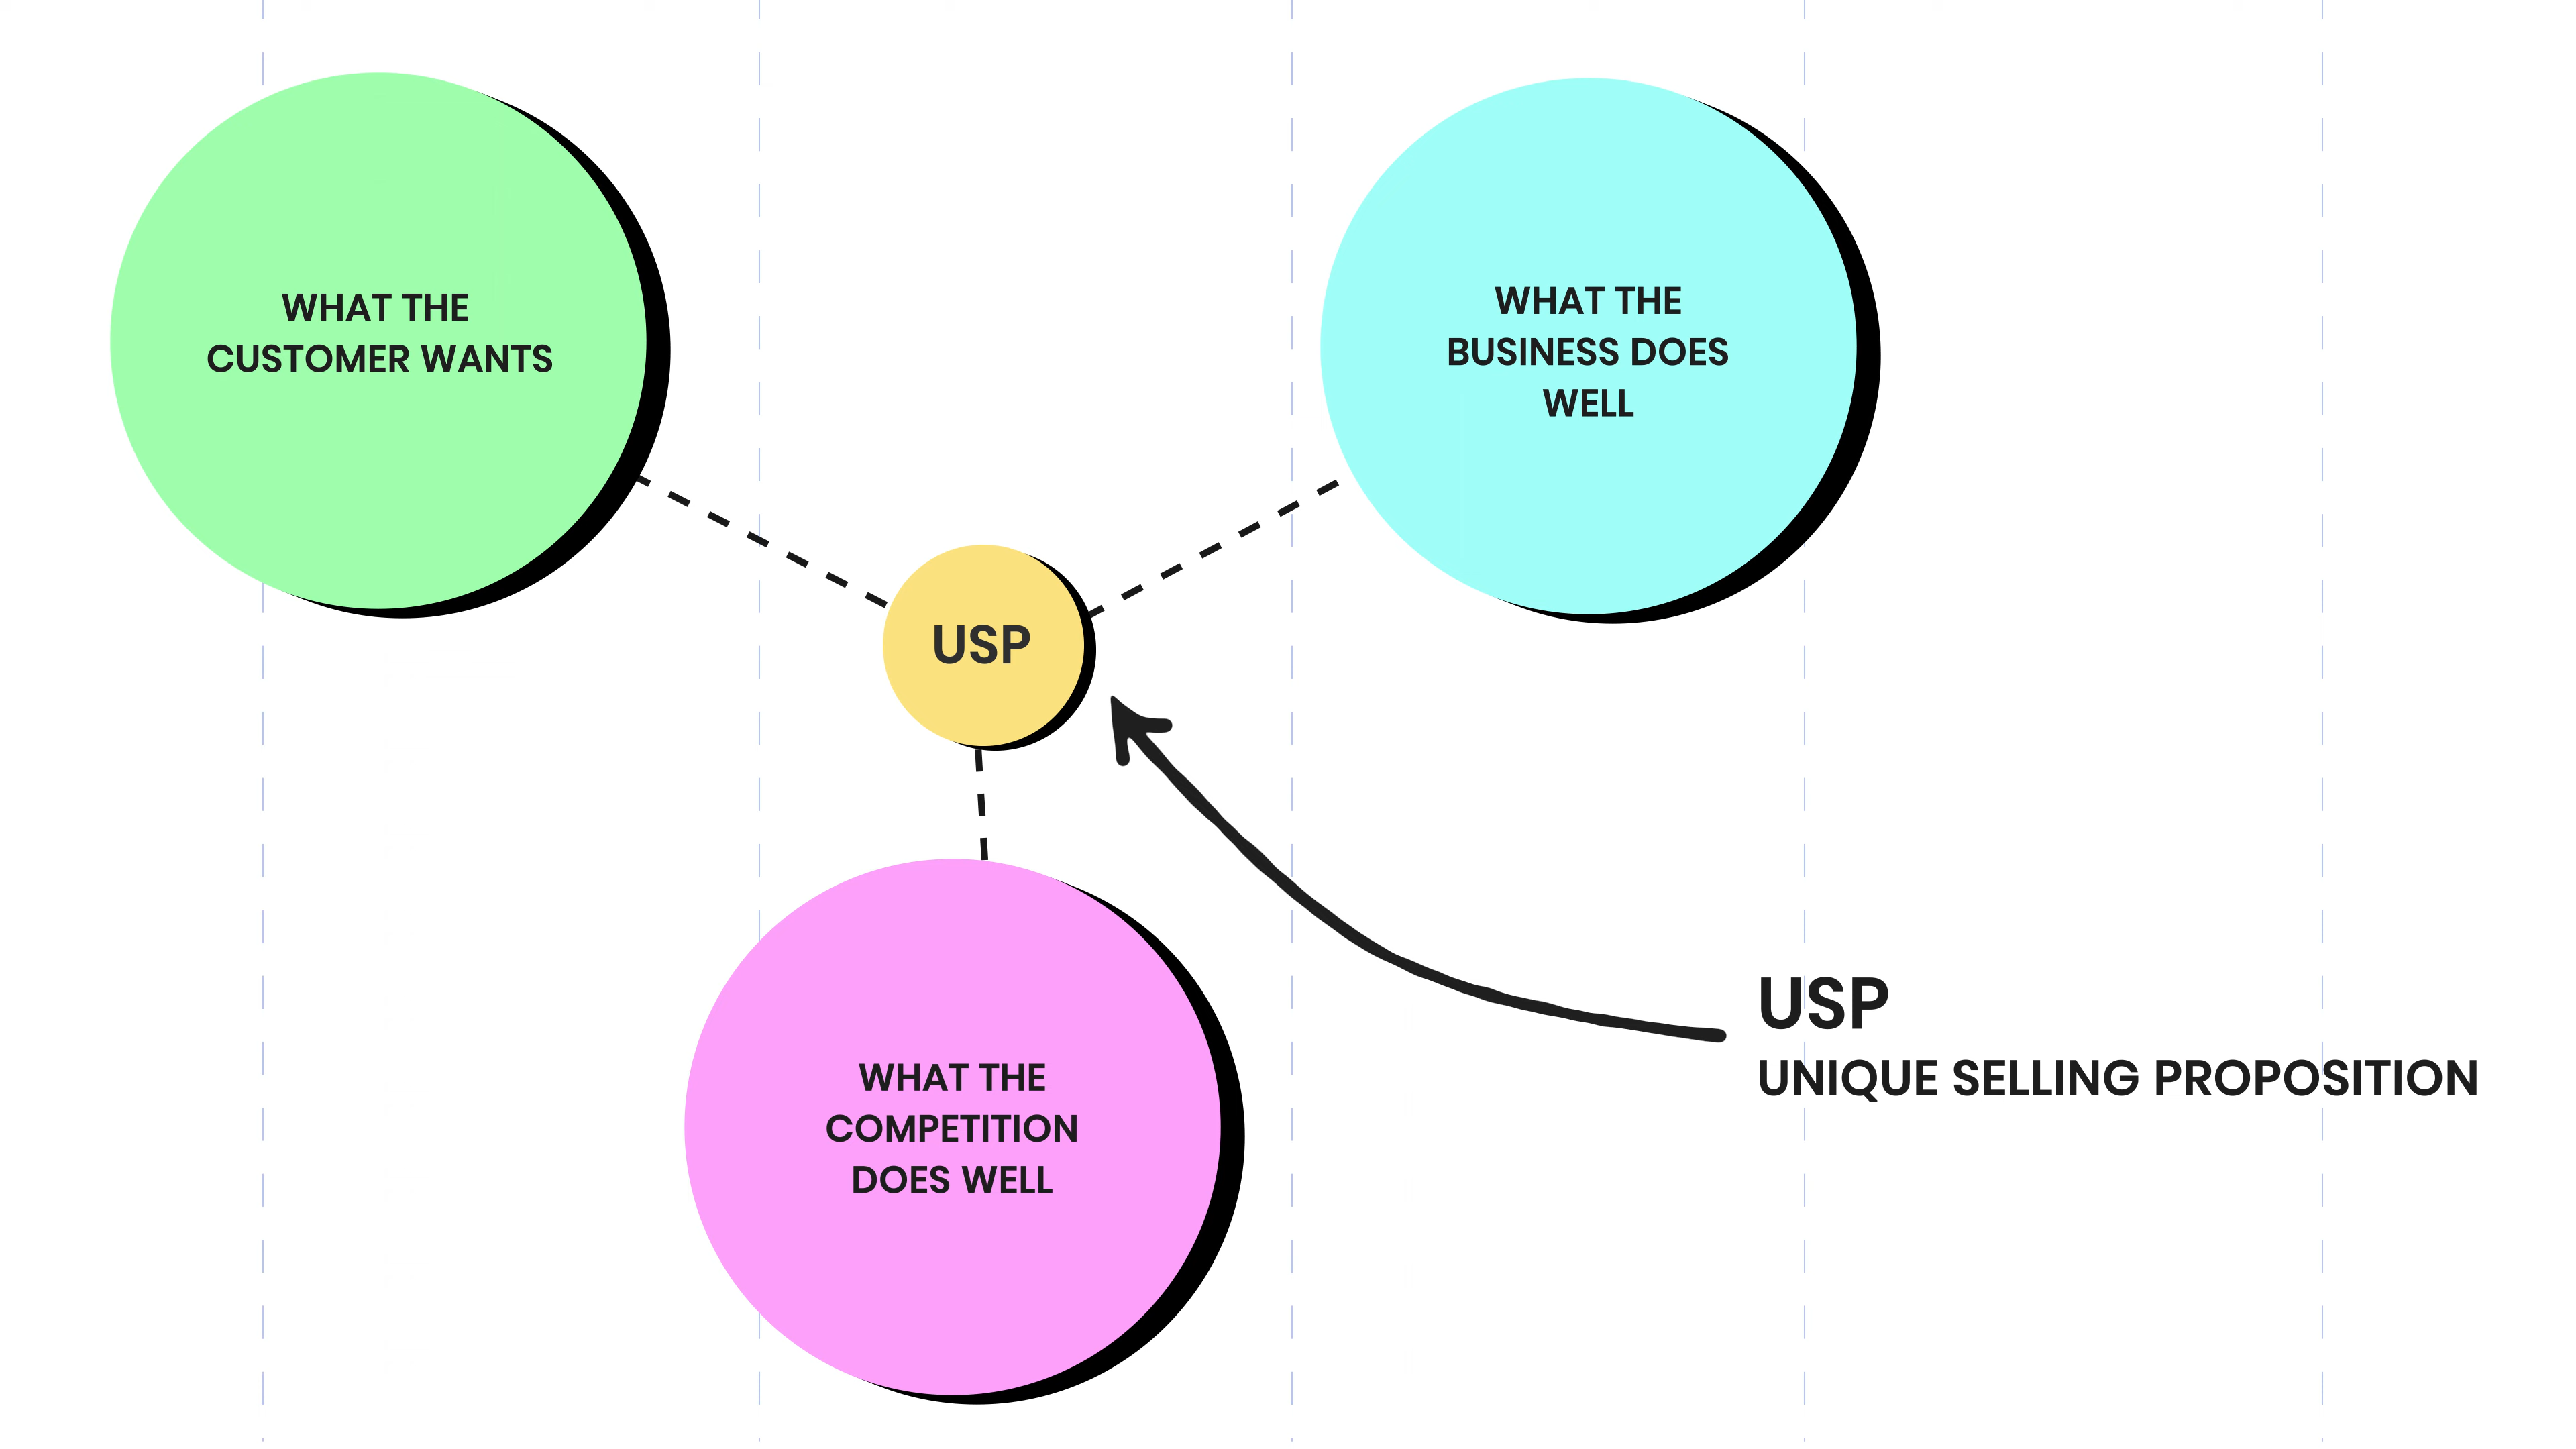 WHAT THE
CUSTOMER WANTS
WHAT THE
BUSINESS DOES
WELL
USP
WHAT THE
COMPETITION
DOES WELL
USP
UNIQUE SELLING PROPOSITION